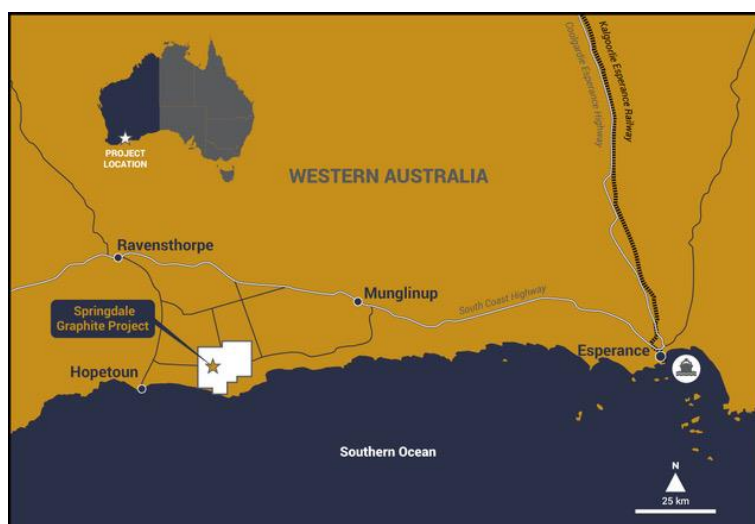 PROJECT
LOCATION
WESTERN AUSTRALIA
Coolgardie Esperance Highway
Kalgoorlie Esperance Railway
Ravensthorpe
Munglinup
South Coast Highway
Springdale
Graphite Project
Esperance
Hopetoun
Southern Ocean
N
25 km